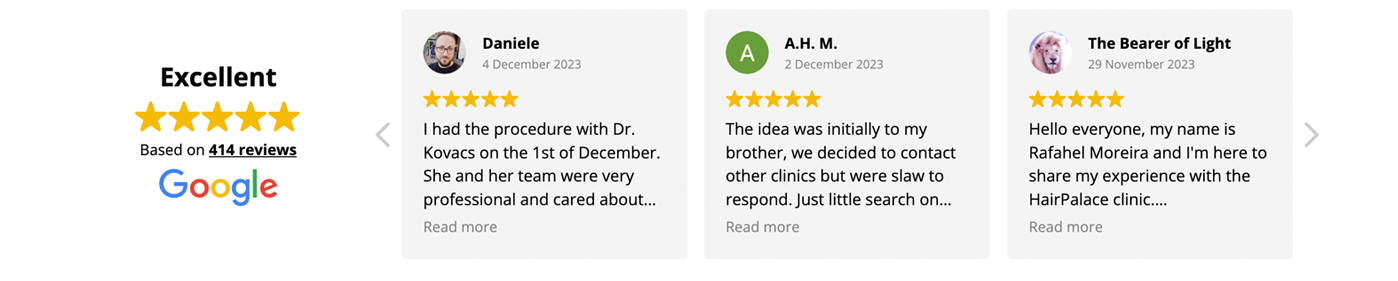 Excellent
Based on 414 reviews
Google
Daniele
4 December 2023
I had the procedure with Dr.
Kovacs on the 1st of December.
She and her team were very
professional and cared about...
Read more
A
A.H. M.
2 December 2023
The idea was initially to my
brother, we decided to contact
other clinics but were slaw to
respond. Just little search on...
Read more
The Bearer of Light
29 November 2023
Hello everyone, my name is
Rafahel Moreira and I'm here to
share my experience with the
HairPalace clinic....
Read more